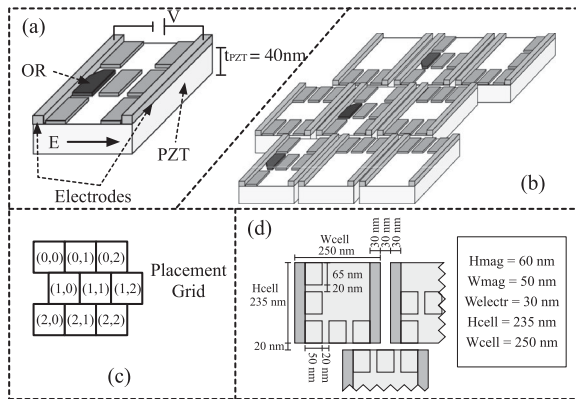 (a)
V
tPZT = 40nm
OR
E
PZT
Electrodes
(b)
(0,0) (0,1) (0,2)
(1,0) (1,1) (1,2)
(2,0) (2,1) (2,2)
Placement
Grid
(c)
(d)
Wcell
250 nm
30 nm
30 nm
30 nm
Hcell
235 nm
65 nm
20 nm
20 nm
50 nm
20 nm
Hmag = 60 nm
Wmag = 50 nm
Welectr = 30 nm
Hcell = 235 nm
Wcell = 250 nm